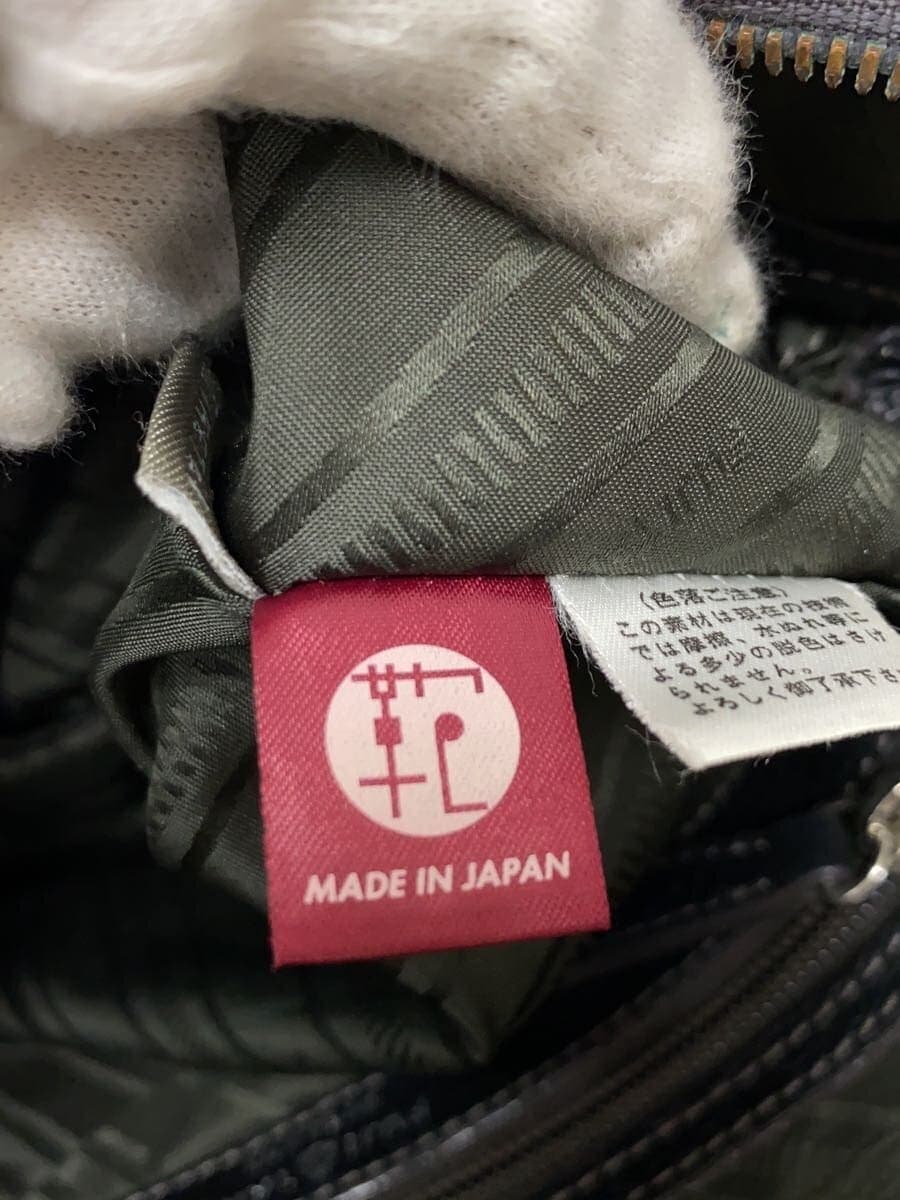 (色落ご注意)
この素材は現在の技術
では摩擦、水ぬれ等に
よる多少の脱色はさけ
られません。
よろしく御了承下さ
鞄
MADE IN JAPAN